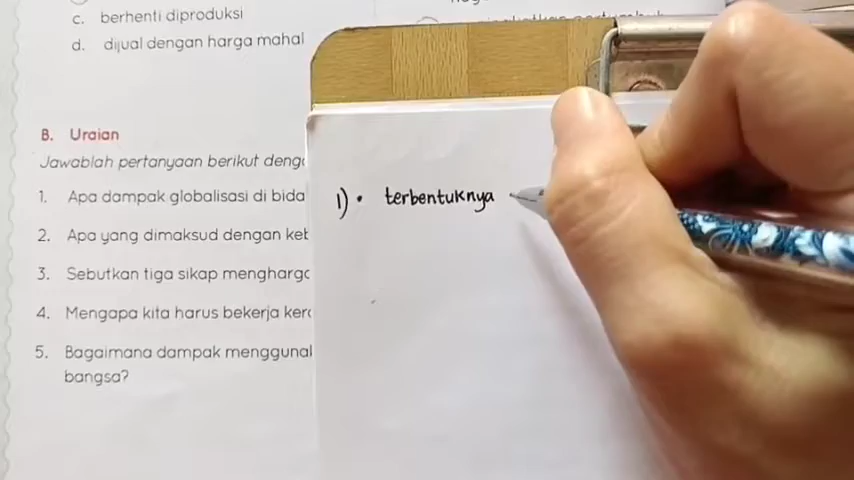 c. berhenti diproduksi
d. dijual dengan harga mahal
B. Uraian
Jawablah pertanyaan berikut deng
1. Apa dampak globalisasi di bida
2. Apa yang dimaksud dengan ket
3. Sebutkan tiga sikap mengharg
4. Mengapa kita harus bekerja ker
5. Bagaimana dampak menggunal
bangsa?
1) • terbentuknya